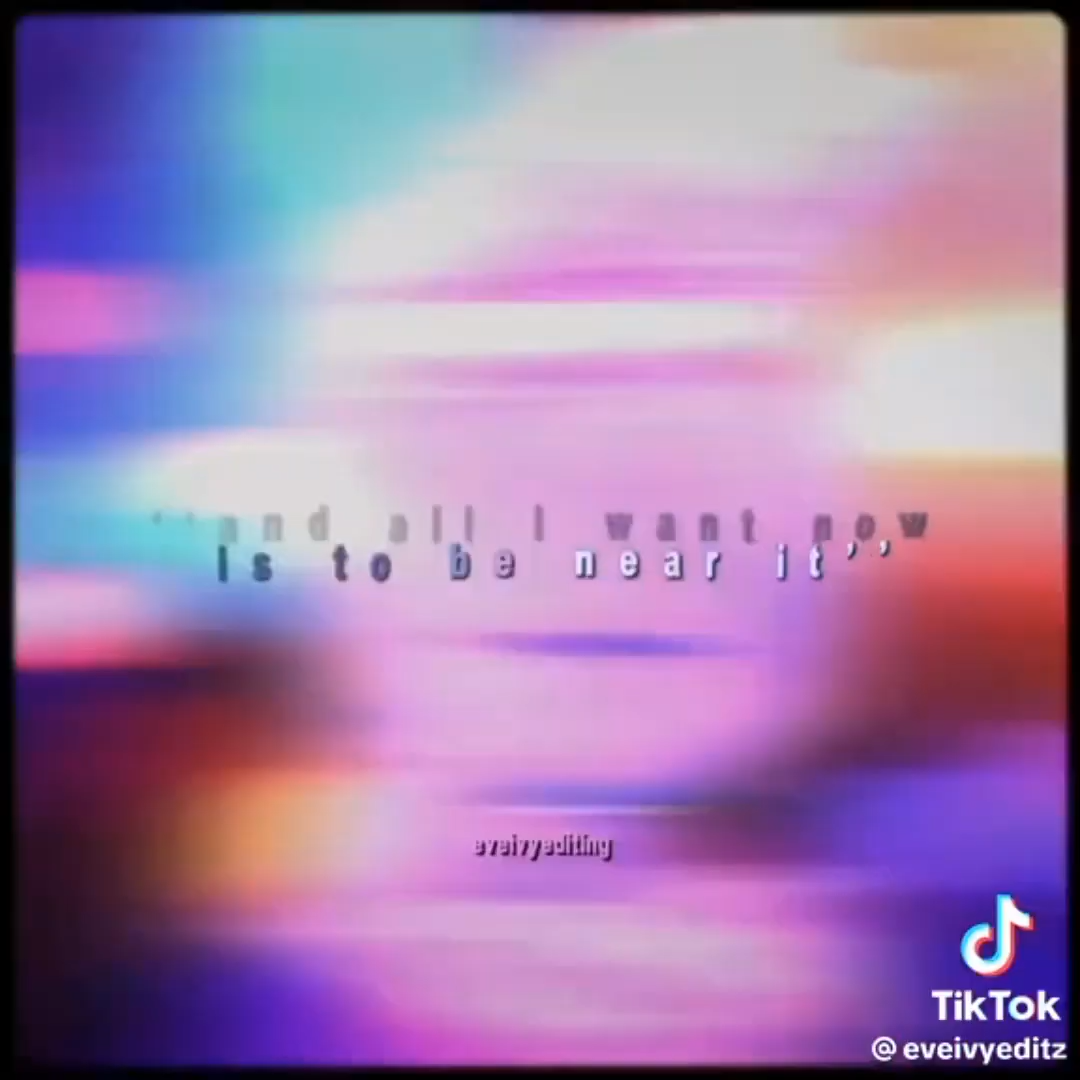 ‘‘and all I want now
is to be near it’’
eveivyediting
TikTok
@eveivyeditz